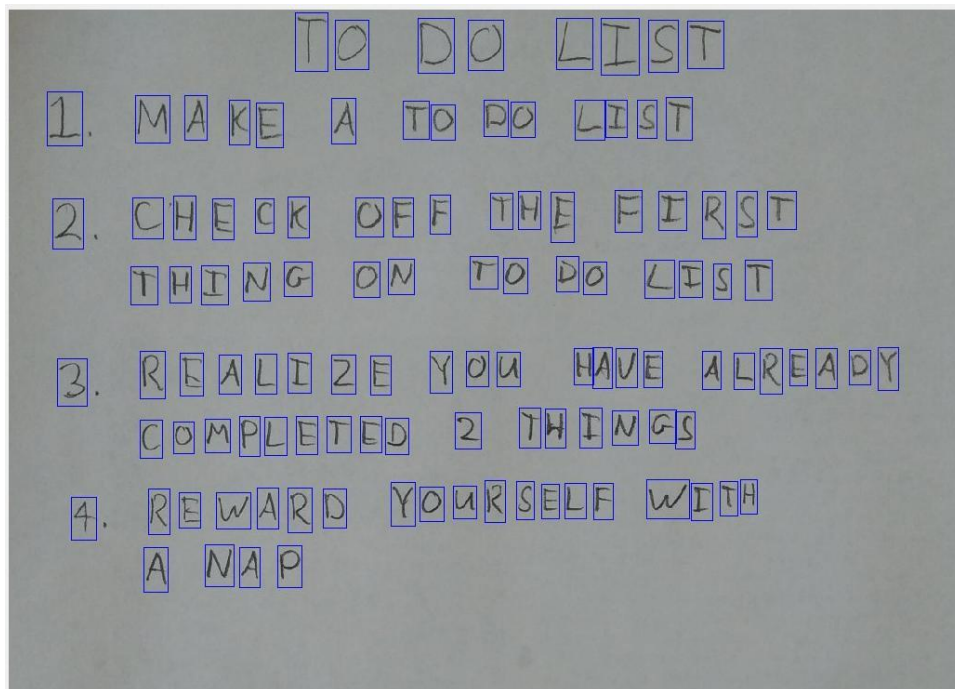 TO DO LIST
1. MAKE A TO DO LIST
2. CHECK OFF THE FIRST
THING ON TO DO LIST
3. REALIZE YOU HAVE ALREADY
COMPLETED 2 THINGS
4. REWARD YOURSELF WITH
A NAP